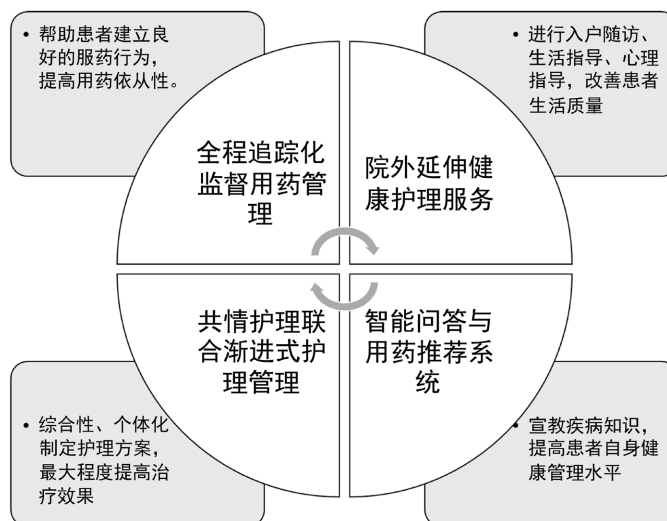 • 帮助患者建立良
好的服药行为，
提高用药依从性。
• 进行入户随访、
生活指导、心理
指导，改善患者
生活质量
全程追踪化
监督用药管
理
院外延伸健
康护理服务
共情护理联
合渐进式护
理管理
智能问答与
用药推荐系
统
• 综合性、个体化
制定护理方案，
最大程度提高治
疗效果
• 宣教疾病知识，
提高患者自身健
康管理水平